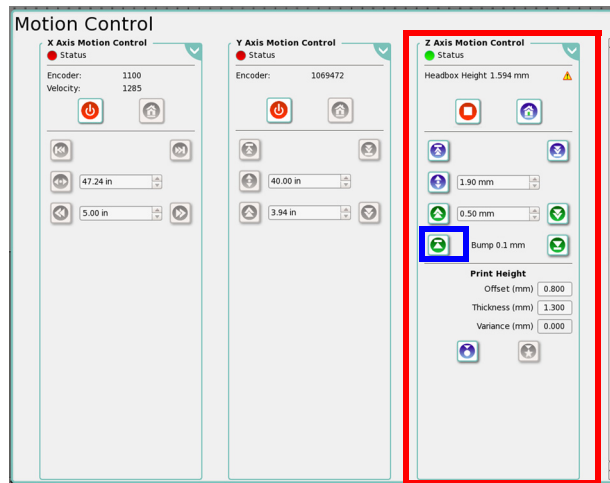 Motion Control
X Axis Motion Control
Status
Encoder: 1100
Velocity: 1285
47.24 in
5.00 in
Y Axis Motion Control
Status
Encoder: 1069472
40.00 in
3.94 in
Z Axis Motion Control
Status
Headbox Height 1.594 mm
1.90 mm
0.50 mm
Bump 0.1 mm
Print Height
Offset (mm) 0.800
Thickness (mm) 1.300
Variance (mm) 0.000